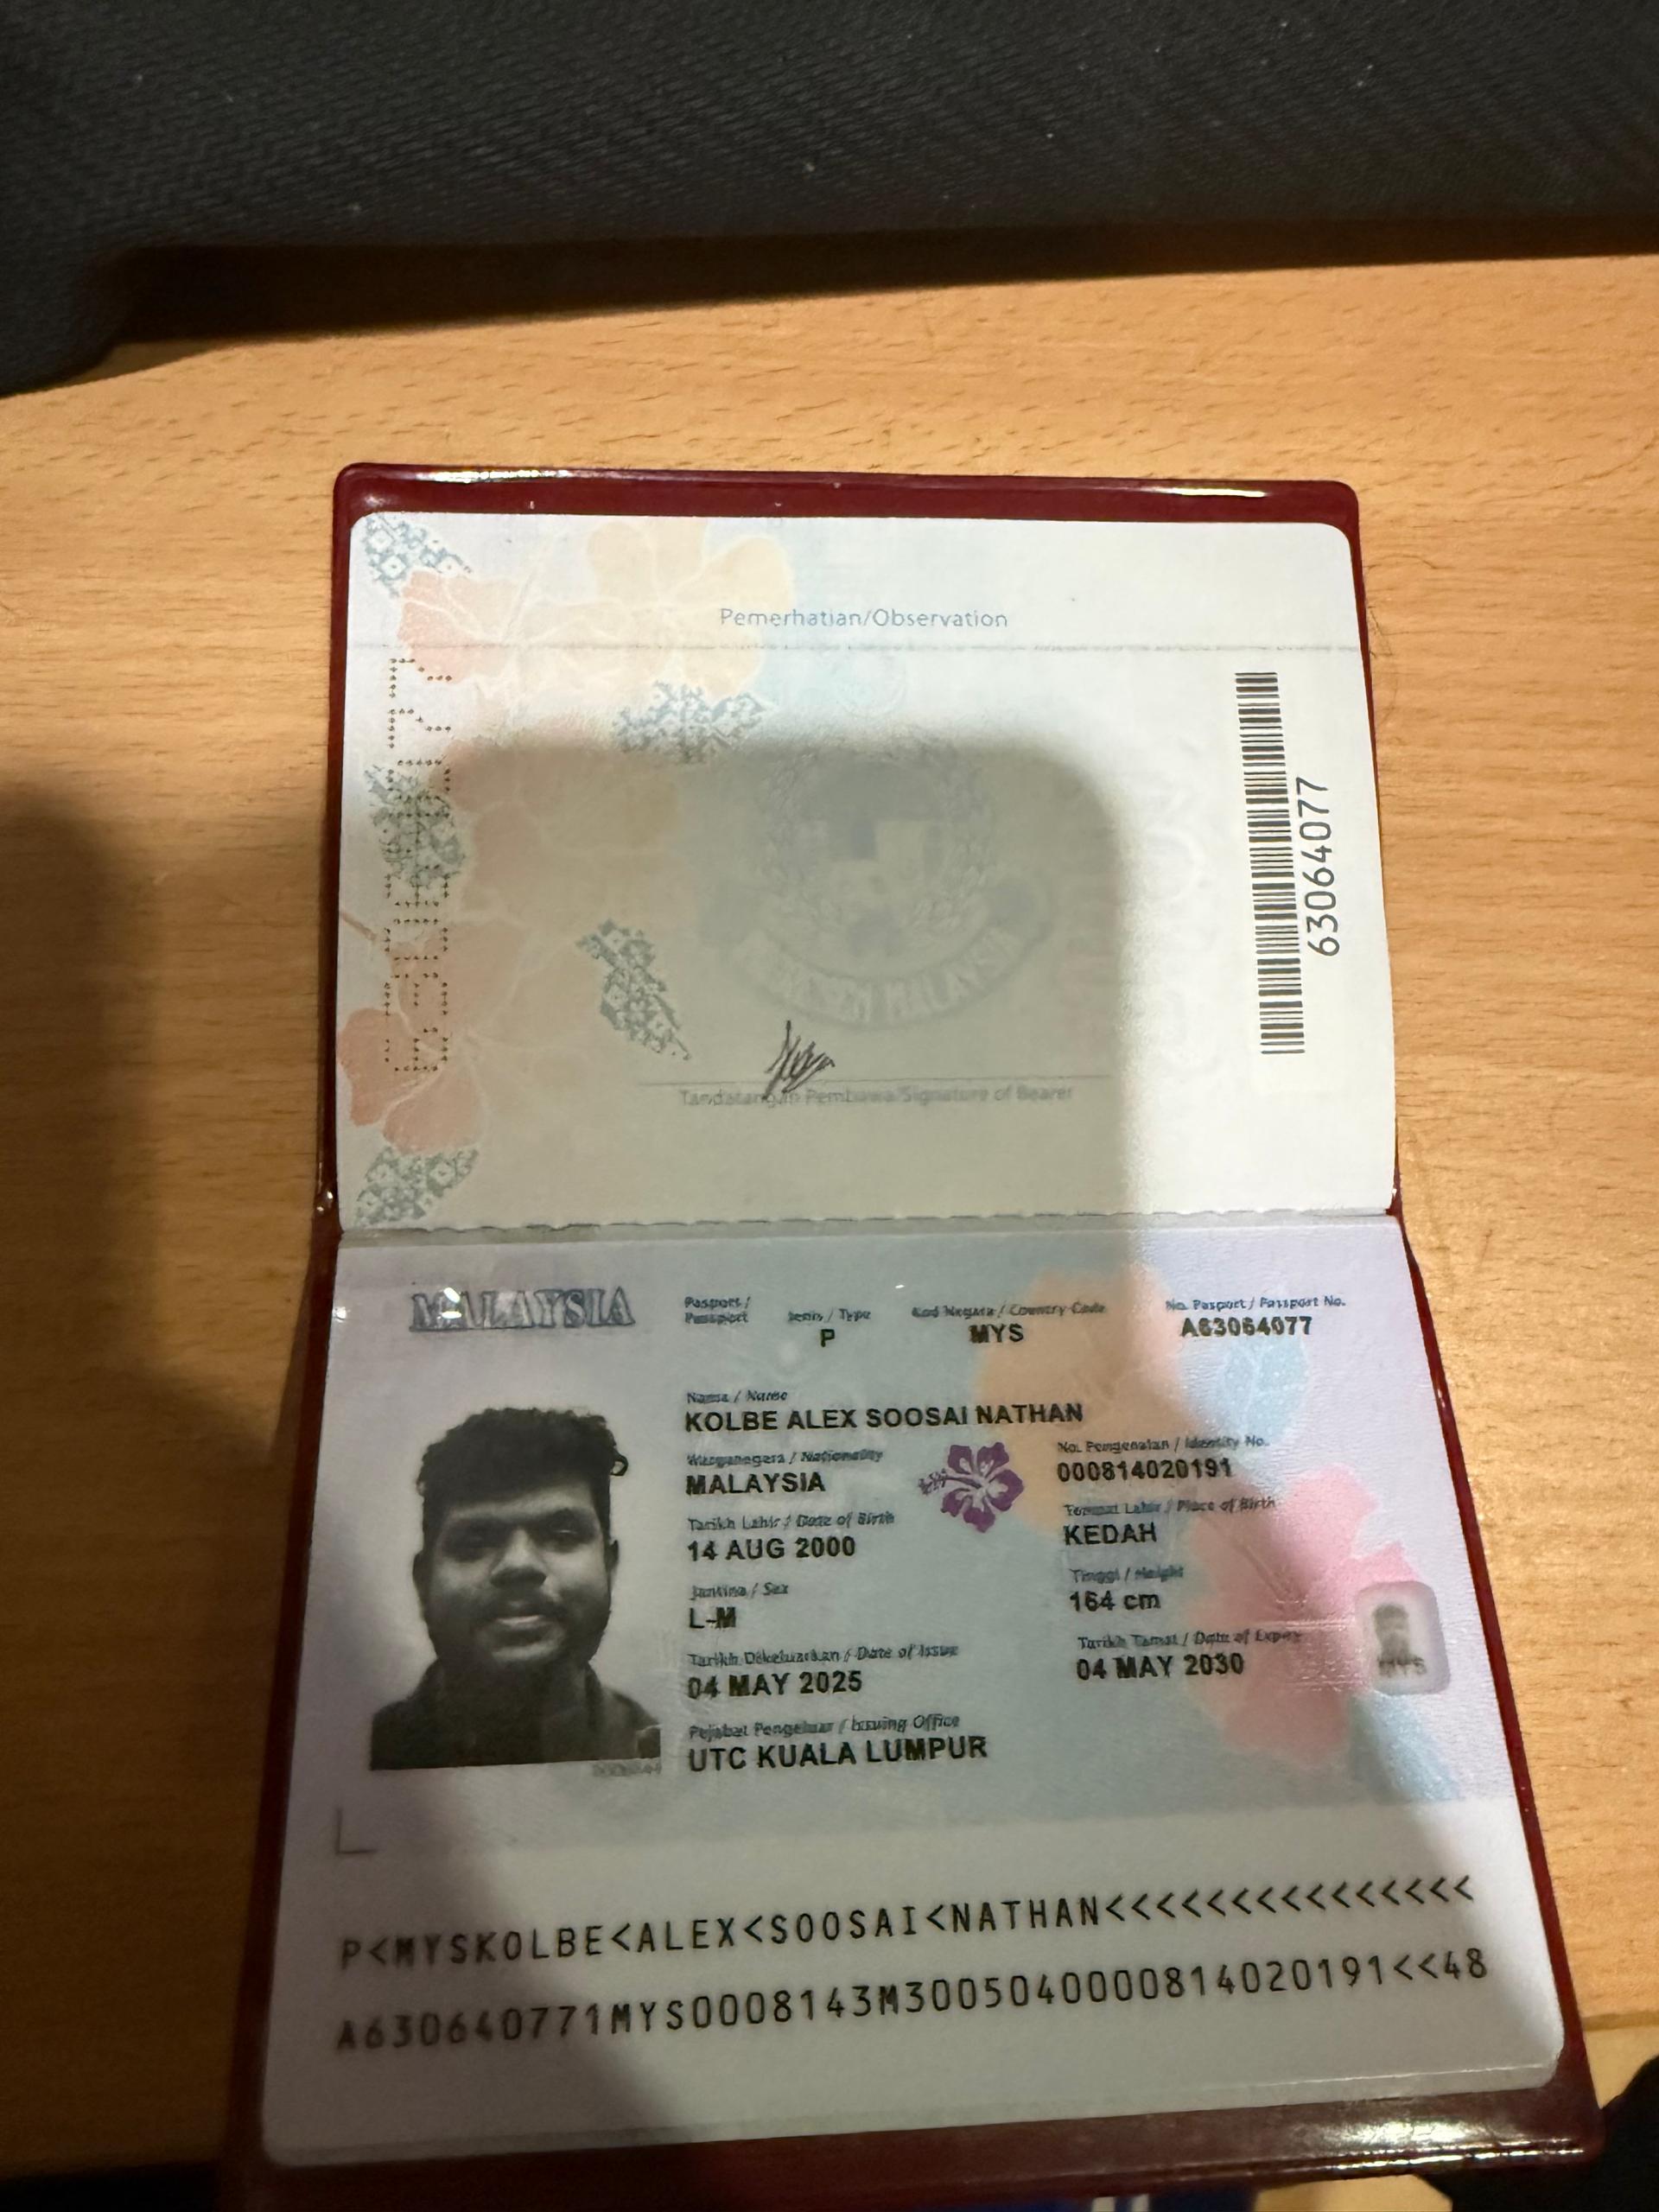 Pemerhatian/Observation
63064077
Tandatangan Pembawa/Signature of Bearer
MALAYSIA
Pasport / Passport
Jenis / Type
P
Kod Negara / Country Code
MYS
No. Pasport / Passport No.
A63064077
Nama / Name
KOLBE ALEX SOOSAI NATHAN
Warganegara / Nationality
MALAYSIA
No. Pengenalan / Identity No.
000814020191
Tarikh Lahir / Date of Birth
14 AUG 2000
Tempat Lahir / Place of Birth
KEDAH
Jantina / Sex
L-M
Tinggi / Height
164 cm
Tarikh Dikeluarkan / Date of Issue
04 MAY 2025
Tarikh Tamat / Date of Expiry
04 MAY 2030
MYS
Pejabat Pengeluar / Issuing Office
UTC KUALA LUMPUR
P<MYSKOLBE<ALEX<SOOSAI<NATHAN<<<<<<<<<<<<<<<
A630640771MYS0008143M3005040000814020191<<48